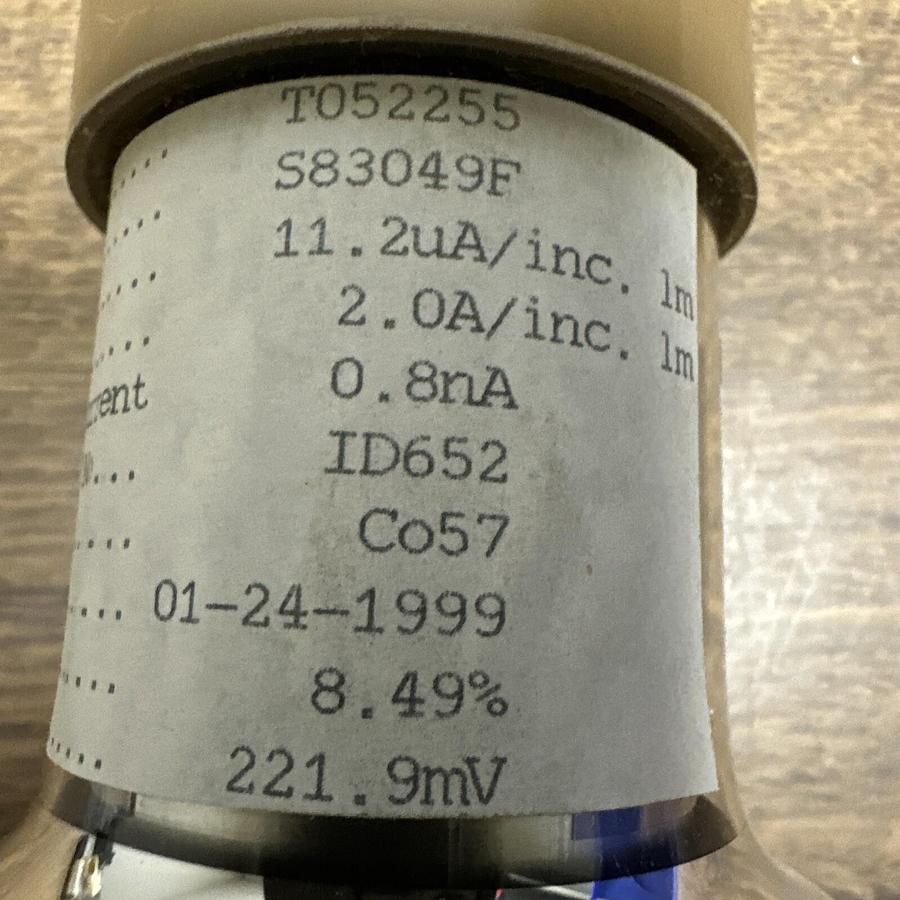 T052255
S83049F
11.2uA/inc. lm
2.0A/inc. lm
0.8nA
ID652
Co57
.... 01-24-1999
8.49%
221.9mV